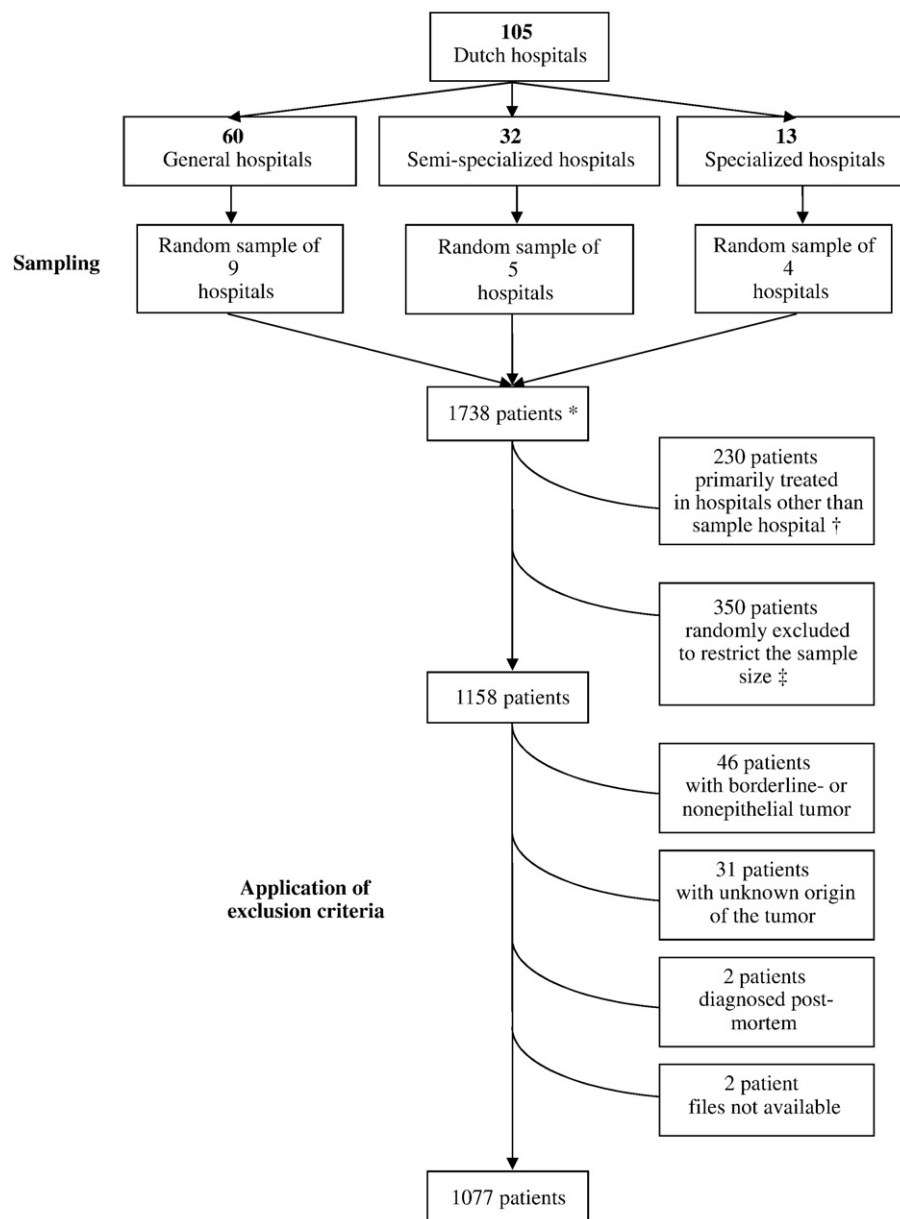 105
Dutch hospitals
60
General hospitals
32
Semi-specialized hospitals
13
Specialized hospitals
Sampling
Random sample of
9
hospitals
Random sample of
5
hospitals
Random sample of
4
hospitals
1738 patients *
230 patients
primarily treated
in hospitals other than
sample hospital †
350 patients
randomly excluded
to restrict the sample
size ‡
1158 patients
46 patients
with borderline- or
nonepithelial tumor
Application of
exclusion criteria
31 patients
with unknown origin
of the tumor
2 patients
diagnosed post-
mortem
2 patient
files not available
1077 patients